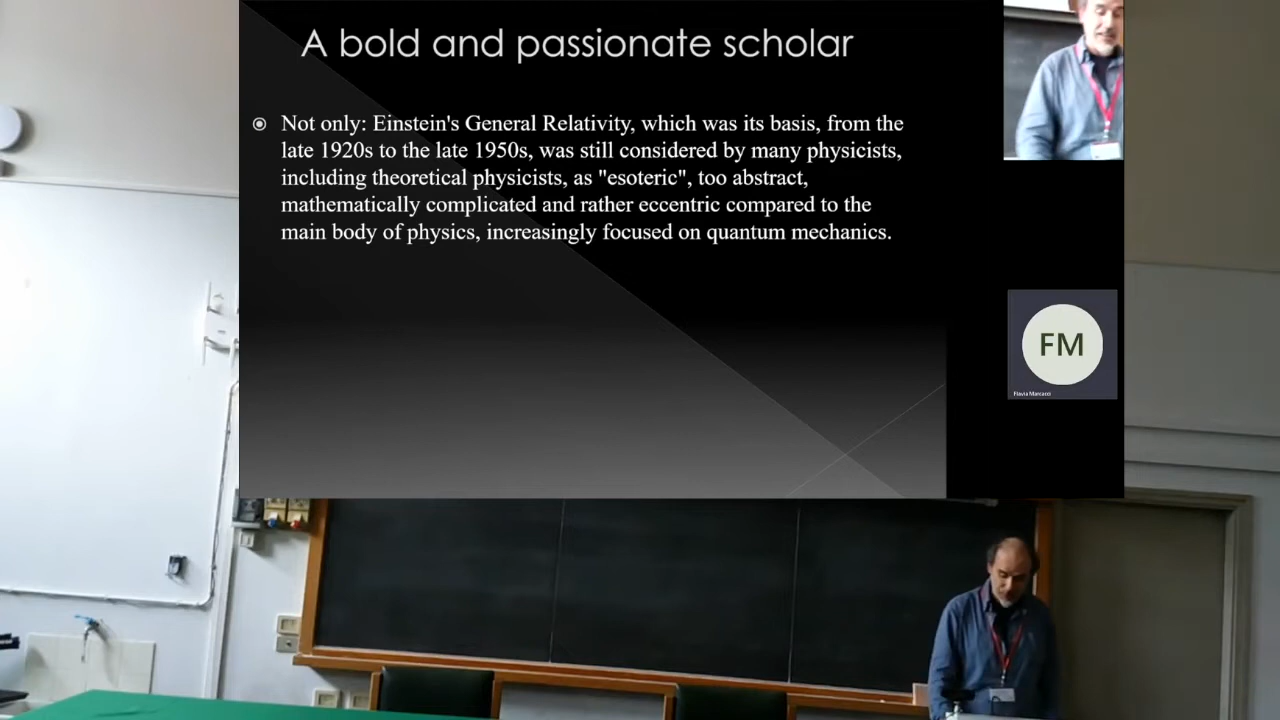 A bold and passionate scholar
Not only: Einstein's General Relativity, which was its basis, from the
late 1920s to the late 1950s, was still considered by many physicists,
including theoretical physicists, as "esoteric", too abstract,
mathematically complicated and rather eccentric compared to the
main body of physics, increasingly focused on quantum mechanics.
FM
Flavia Marcacci